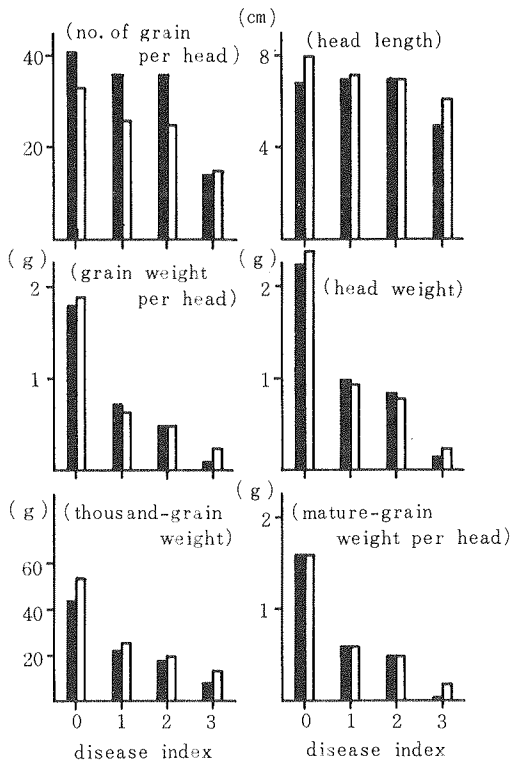 (no. of grain
per head)
40
20
(cm)
(head length)
8
4
(g)
(grain weight
per head)
2
1
(g)
(head weight)
2
1
(g)
(thousand-grain
weight)
60
40
20
0 1 2 3
disease index
(g)
(mature-grain
weight per head)
2
1
0 1 2 3
disease index